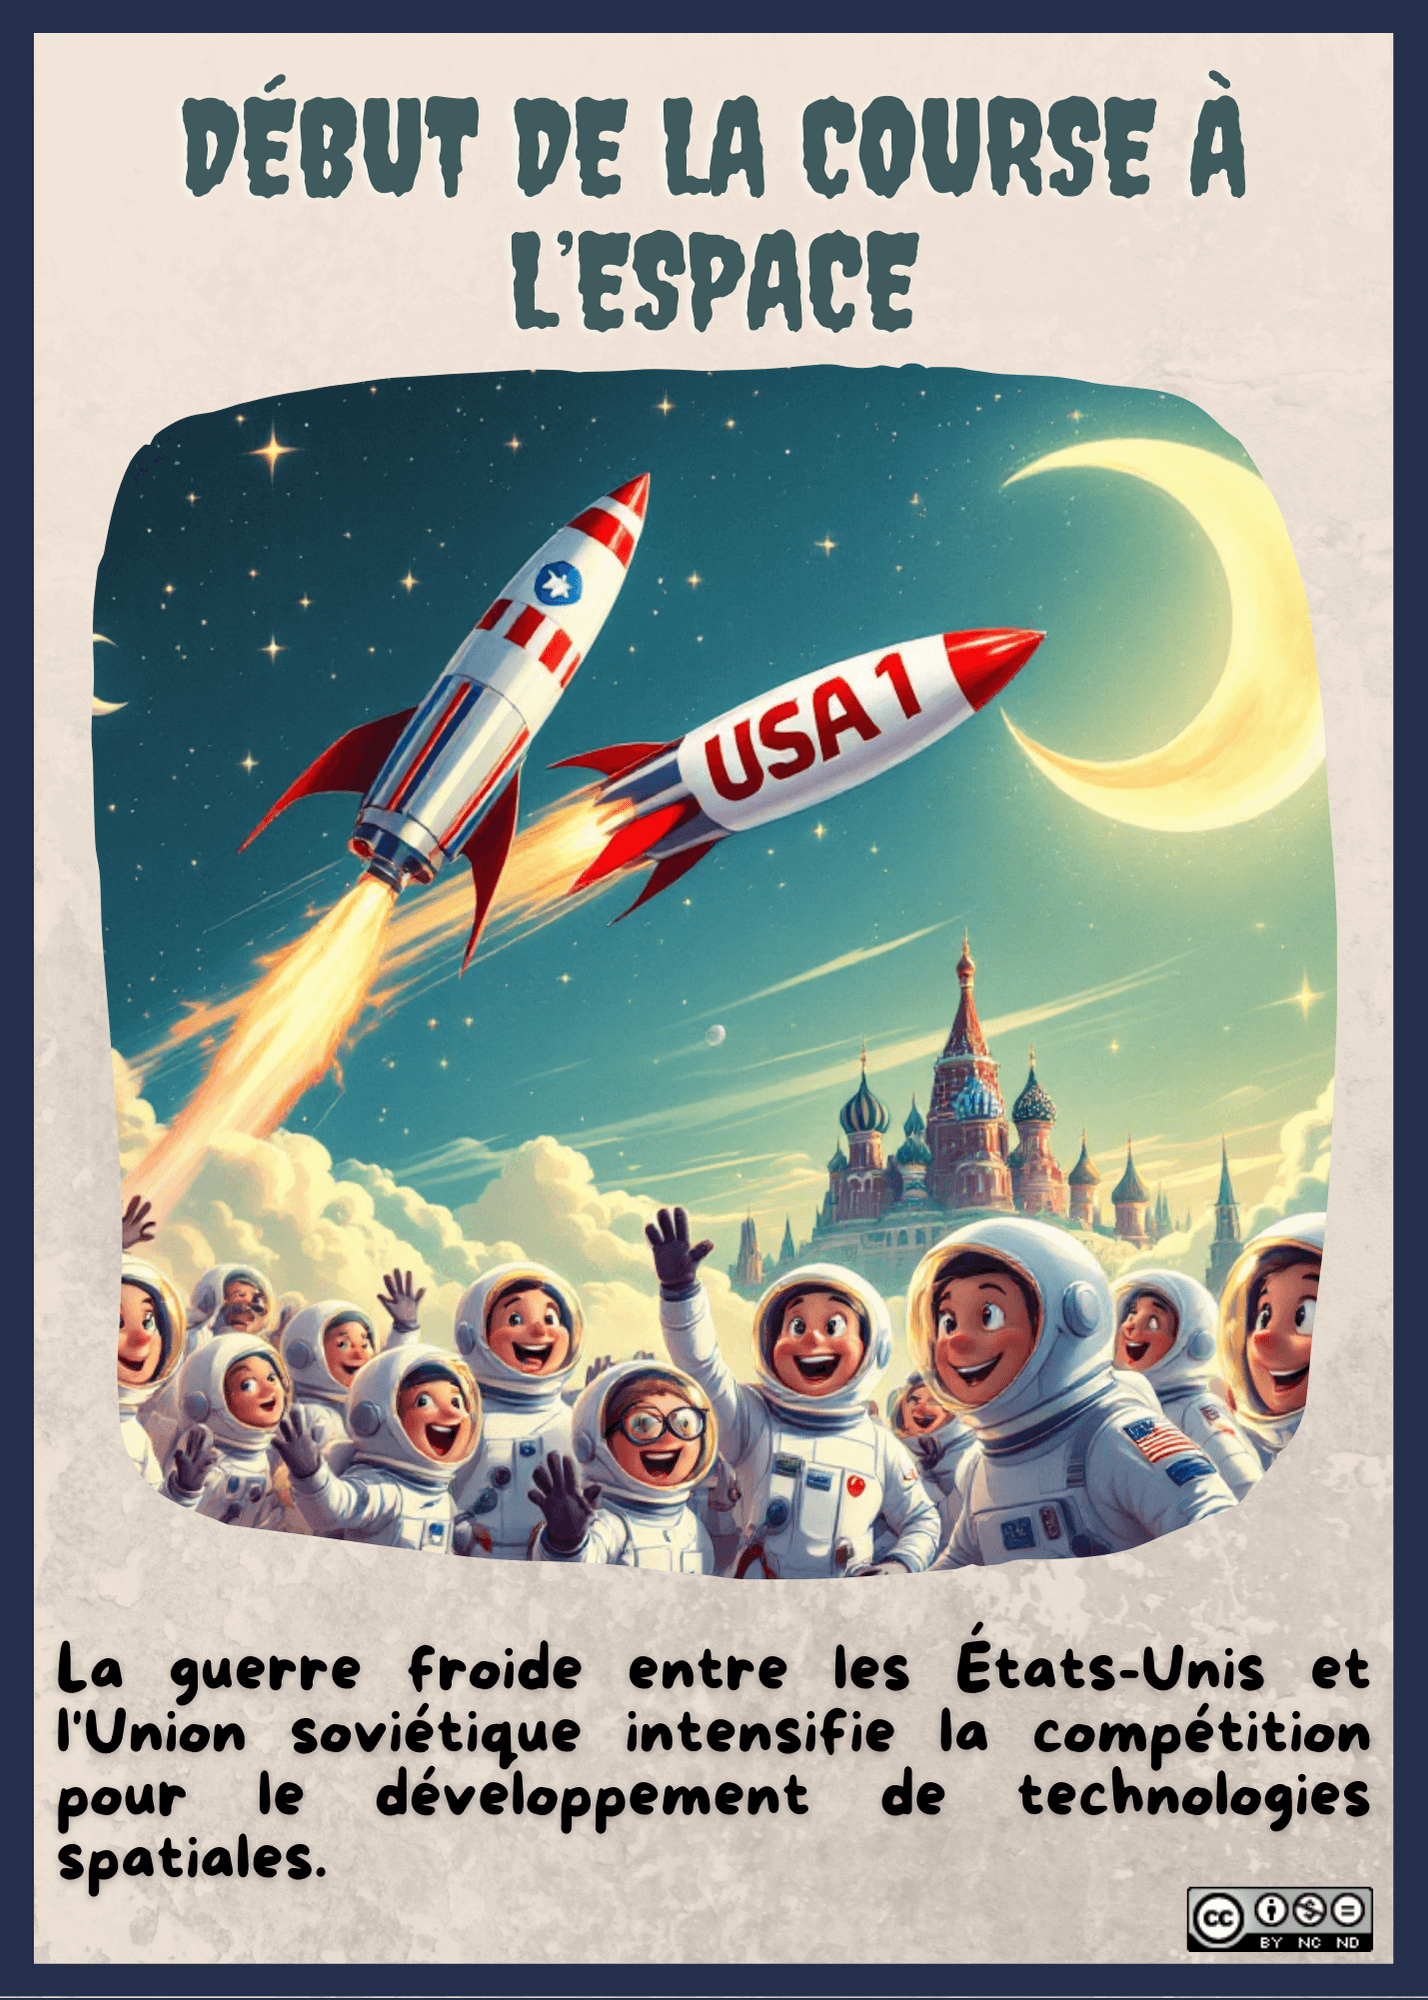 DÉBUT DE LA COURSE À
L'ESPACE
USA 1
La guerre froide entre les États-Unis et
l'Union soviétique intensifie la compétition
pour le développement de technologies
spatiales.
cc
BY NC ND